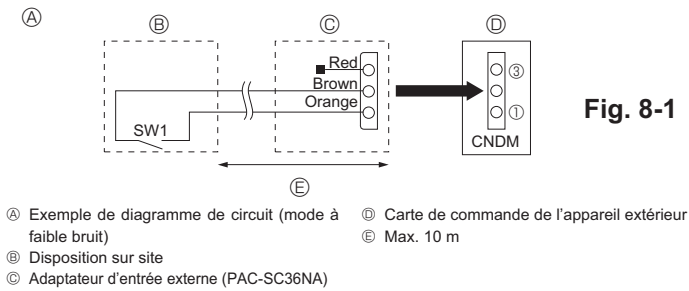 Ⓐ
Ⓑ
Ⓒ
Ⓓ
Red
Brown
Orange
SW1
③
①
CNDM
Fig. 8-1
Ⓔ
Ⓐ Exemple de diagramme de circuit (mode à
faible bruit)
Ⓑ Disposition sur site
Ⓒ Adaptateur d'entrée externe (PAC-SC36NA)
Ⓓ Carte de commande de l'appareil extérieur
Ⓔ Max. 10 m